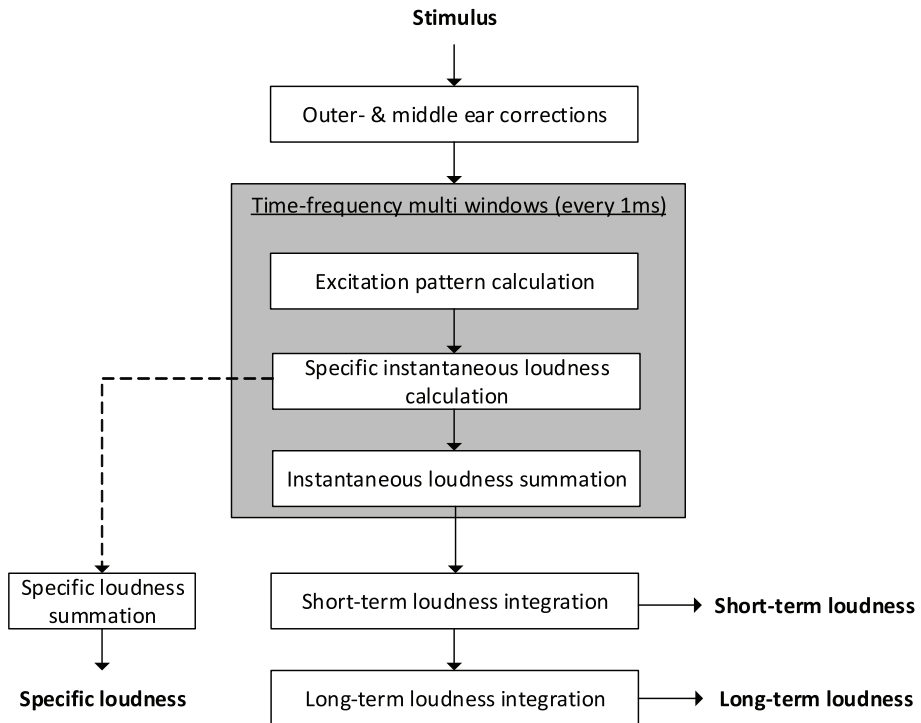 Stimulus
Outer- & middle ear corrections
Time-frequency multi windows (every 1ms)
Excitation pattern calculation
Specific instantaneous loudness
calculation
Instantaneous loudness summation
Specific loudness
summation
Short-term loudness integration
Short-term loudness
Specific loudness
Long-term loudness integration
Long-term loudness